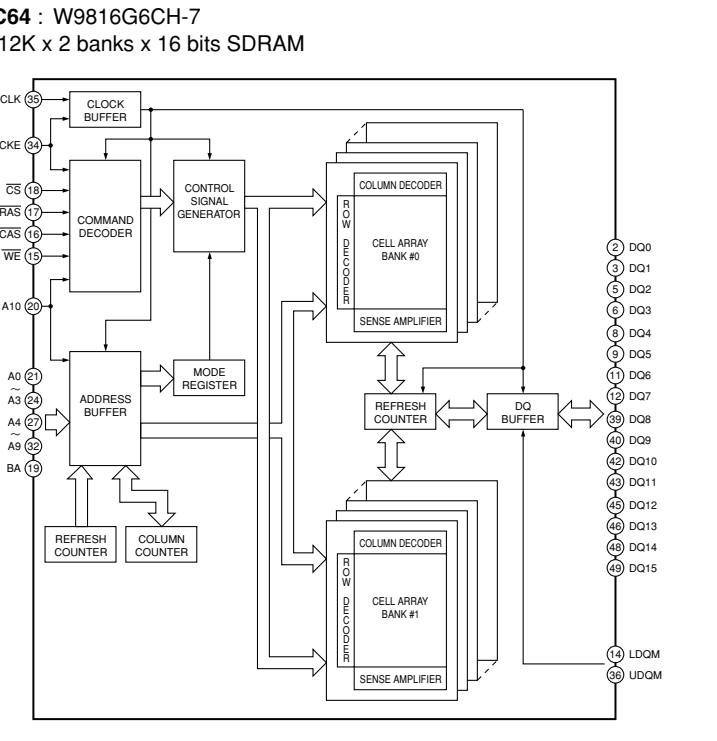 C64 : W9816G6CH-7
12K x 2 banks x 16 bits SDRAM
CLK 35
CLOCK
BUFFER
CKE 34
CS 18
RAS 17
CAS 16
WE 15
COMMAND
DECODER
CONTROL
SIGNAL
GENERATOR
A10 20
A0 21
~
A3 24
A4 27
~
A9 32
BA 19
ADDRESS
BUFFER
MODE
REGISTER
REFRESH
COUNTER
COLUMN
COUNTER
COLUMN DECODER
ROW DECODER
CELL ARRAY
BANK #0
SENSE AMPLIFIER
REFRESH
COUNTER
DQ
BUFFER
COLUMN DECODER
ROW DECODER
CELL ARRAY
BANK #1
SENSE AMPLIFIER
2 DQ0
3 DQ1
5 DQ2
6 DQ3
8 DQ4
9 DQ5
11 DQ6
12 DQ7
39 DQ8
40 DQ9
42 DQ10
43 DQ11
45 DQ12
46 DQ13
48 DQ14
49 DQ15
14 LDQM
36 UDQM